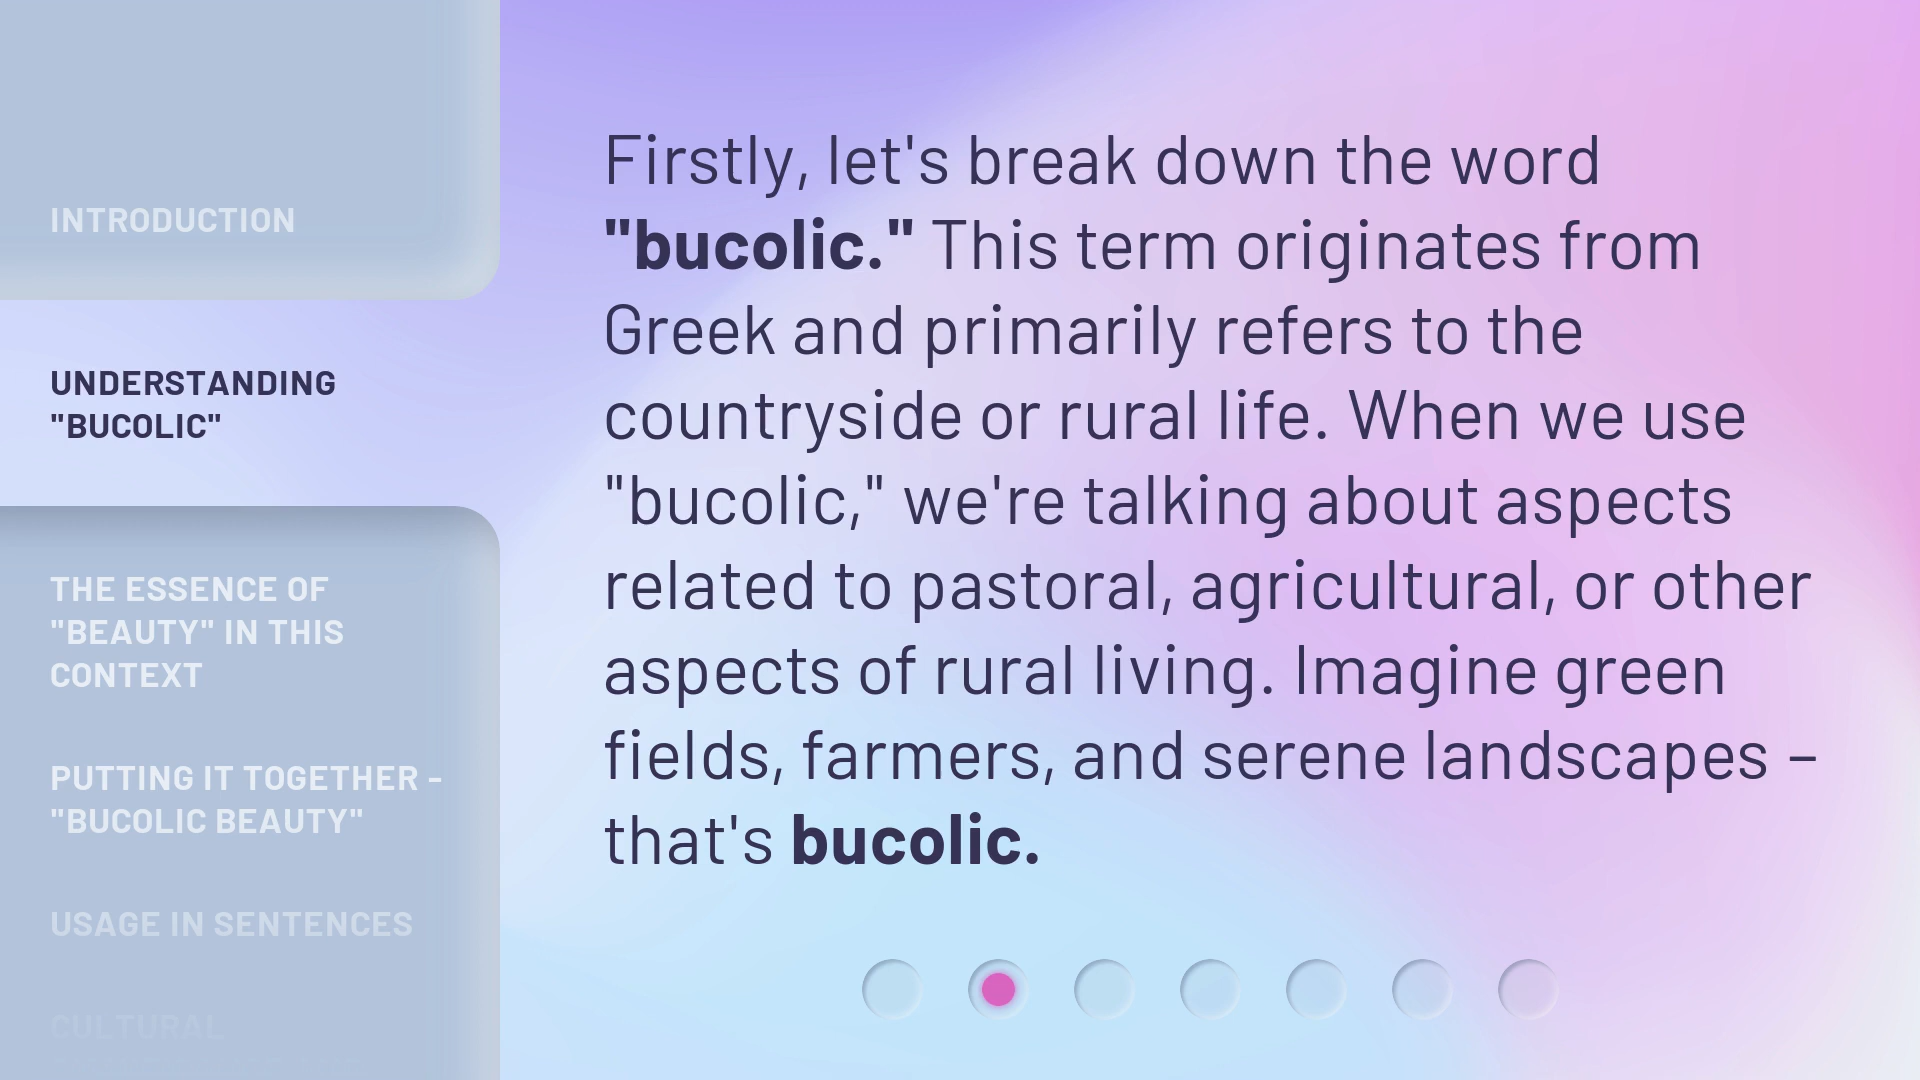 INTRODUCTION
UNDERSTANDING
"BUCOLIC"
THE ESSENCE OF
"BEAUTY" IN THIS
CONTEXT
PUTTING IT TOGETHER -
"BUCOLIC BEAUTY"
USAGE IN SENTENCES
CULTURAL
Firstly, let's break down the word
"bucolic." This term originates from
Greek and primarily refers to the
countryside or rural life. When we use
"bucolic," we're talking about aspects
related to pastoral, agricultural, or other
aspects of rural living. Imagine green
fields, farmers, and serene landscapes –
that's bucolic.